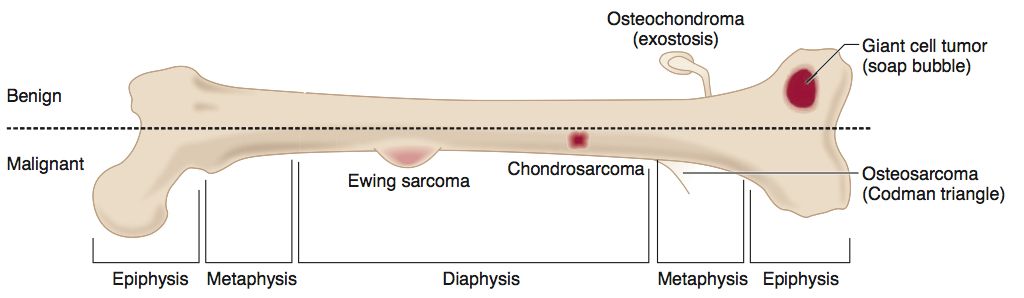 Osteochondroma
(exostosis)
Giant cell tumor
(soap bubble)
Benign
Malignant
Ewing sarcoma
Chondrosarcoma
Osteosarcoma
(Codman triangle)
Epiphysis
Metaphysis
Diaphysis
Metaphysis
Epiphysis